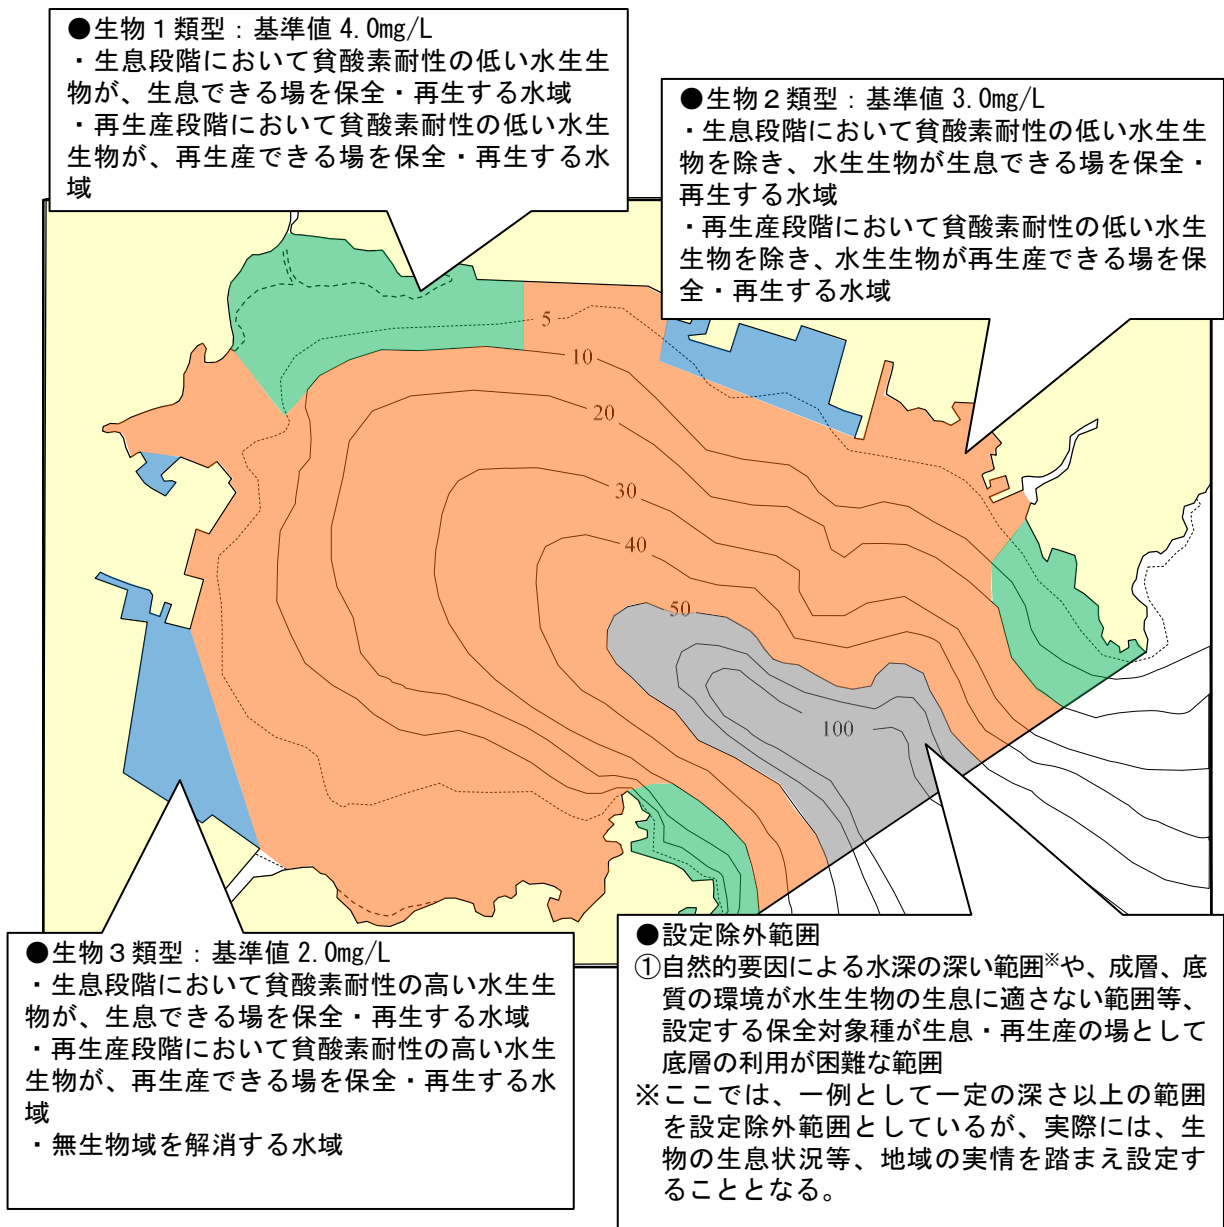 ●生物１類型：基準値 4.0mg/L
・生息段階において貧酸素耐性の低い水生生
物が、生息できる場を保全・再生する水域
・再生産段階において貧酸素耐性の低い水生
生物が、再生産できる場を保全・再生する水
域
●生物２類型：基準値 3.0mg/L
・生息段階において貧酸素耐性の低い水生生
物を除き、水生生物が生息できる場を保全・
再生する水域
・再生産段階において貧酸素耐性の低い水生
生物を除き、水生生物が再生産できる場を保
全・再生する水域
5
10
20
30
40
50
100
●生物３類型：基準値 2.0mg/L
・生息段階において貧酸素耐性の高い水生生
物が、生息できる場を保全・再生する水域
・再生産段階において貧酸素耐性の高い水生
生物が、再生産できる場を保全・再生する水
域
・無生物域を解消する水域
●設定除外範囲
①自然的要因による水深の深い範囲※や、成層、底
質の環境が水生生物の生息に適さない範囲等、
設定する保全対象種が生息・再生産の場として
底層の利用が困難な範囲
※ここでは、一例として一定の深さ以上の範囲
を設定除外範囲としているが、実際には、生
物の生息状況等、地域の実情を踏まえ設定す
ることとなる。